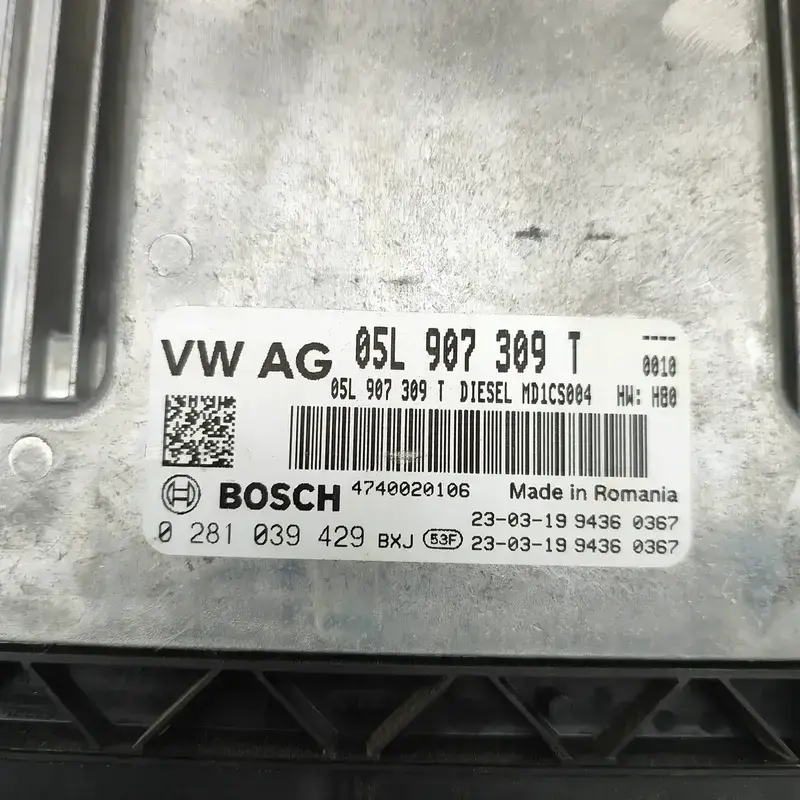 VW AG 05L 907 309 T ----
0010
05L 907 309 T DIESEL MD1CS004 HW: H80
BOSCH 4740020106 Made in Romania
23-03-19 9436 0367
0 281 039 429 BXJ 53F 23-03-19 9436 0367